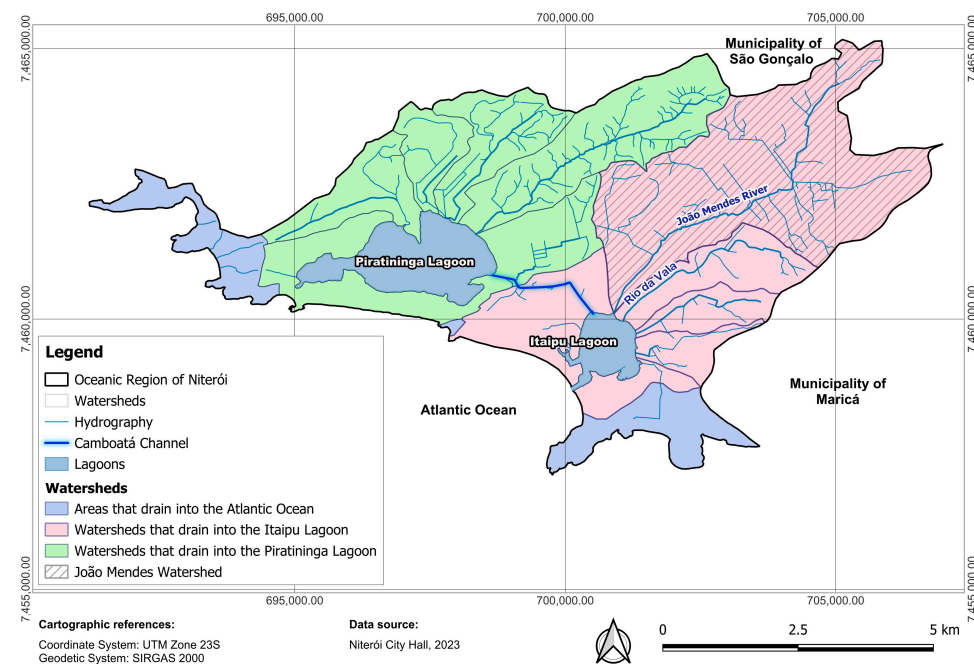 695,000.00 700,000.00 705,000.00
7,465,000.00 7,465,000.00
Municipality of
São Gonçalo
João Mendes River
Piratininga Lagoon
Rio da Vala
7,460,000.00 7,460,000.00
Itaipu Lagoon
Municipality of
Maricá
Atlantic Ocean
Legend
Oceanic Region of Niterói
Watersheds
Hydrography
Camboatá Channel
Lagoons
Watersheds
Areas that drain into the Atlantic Ocean
Watersheds that drain into the Itaipu Lagoon
Watersheds that drain into the Piratininga Lagoon
João Mendes Watershed
7,455,000.00 7,455,000.00
695,000.00 700,000.00 705,000.00
Cartographic references:
Coordinate System: UTM Zone 23S
Geodetic System: SIRGAS 2000
Data source:
Niterói City Hall, 2023
0 2.5 5 km